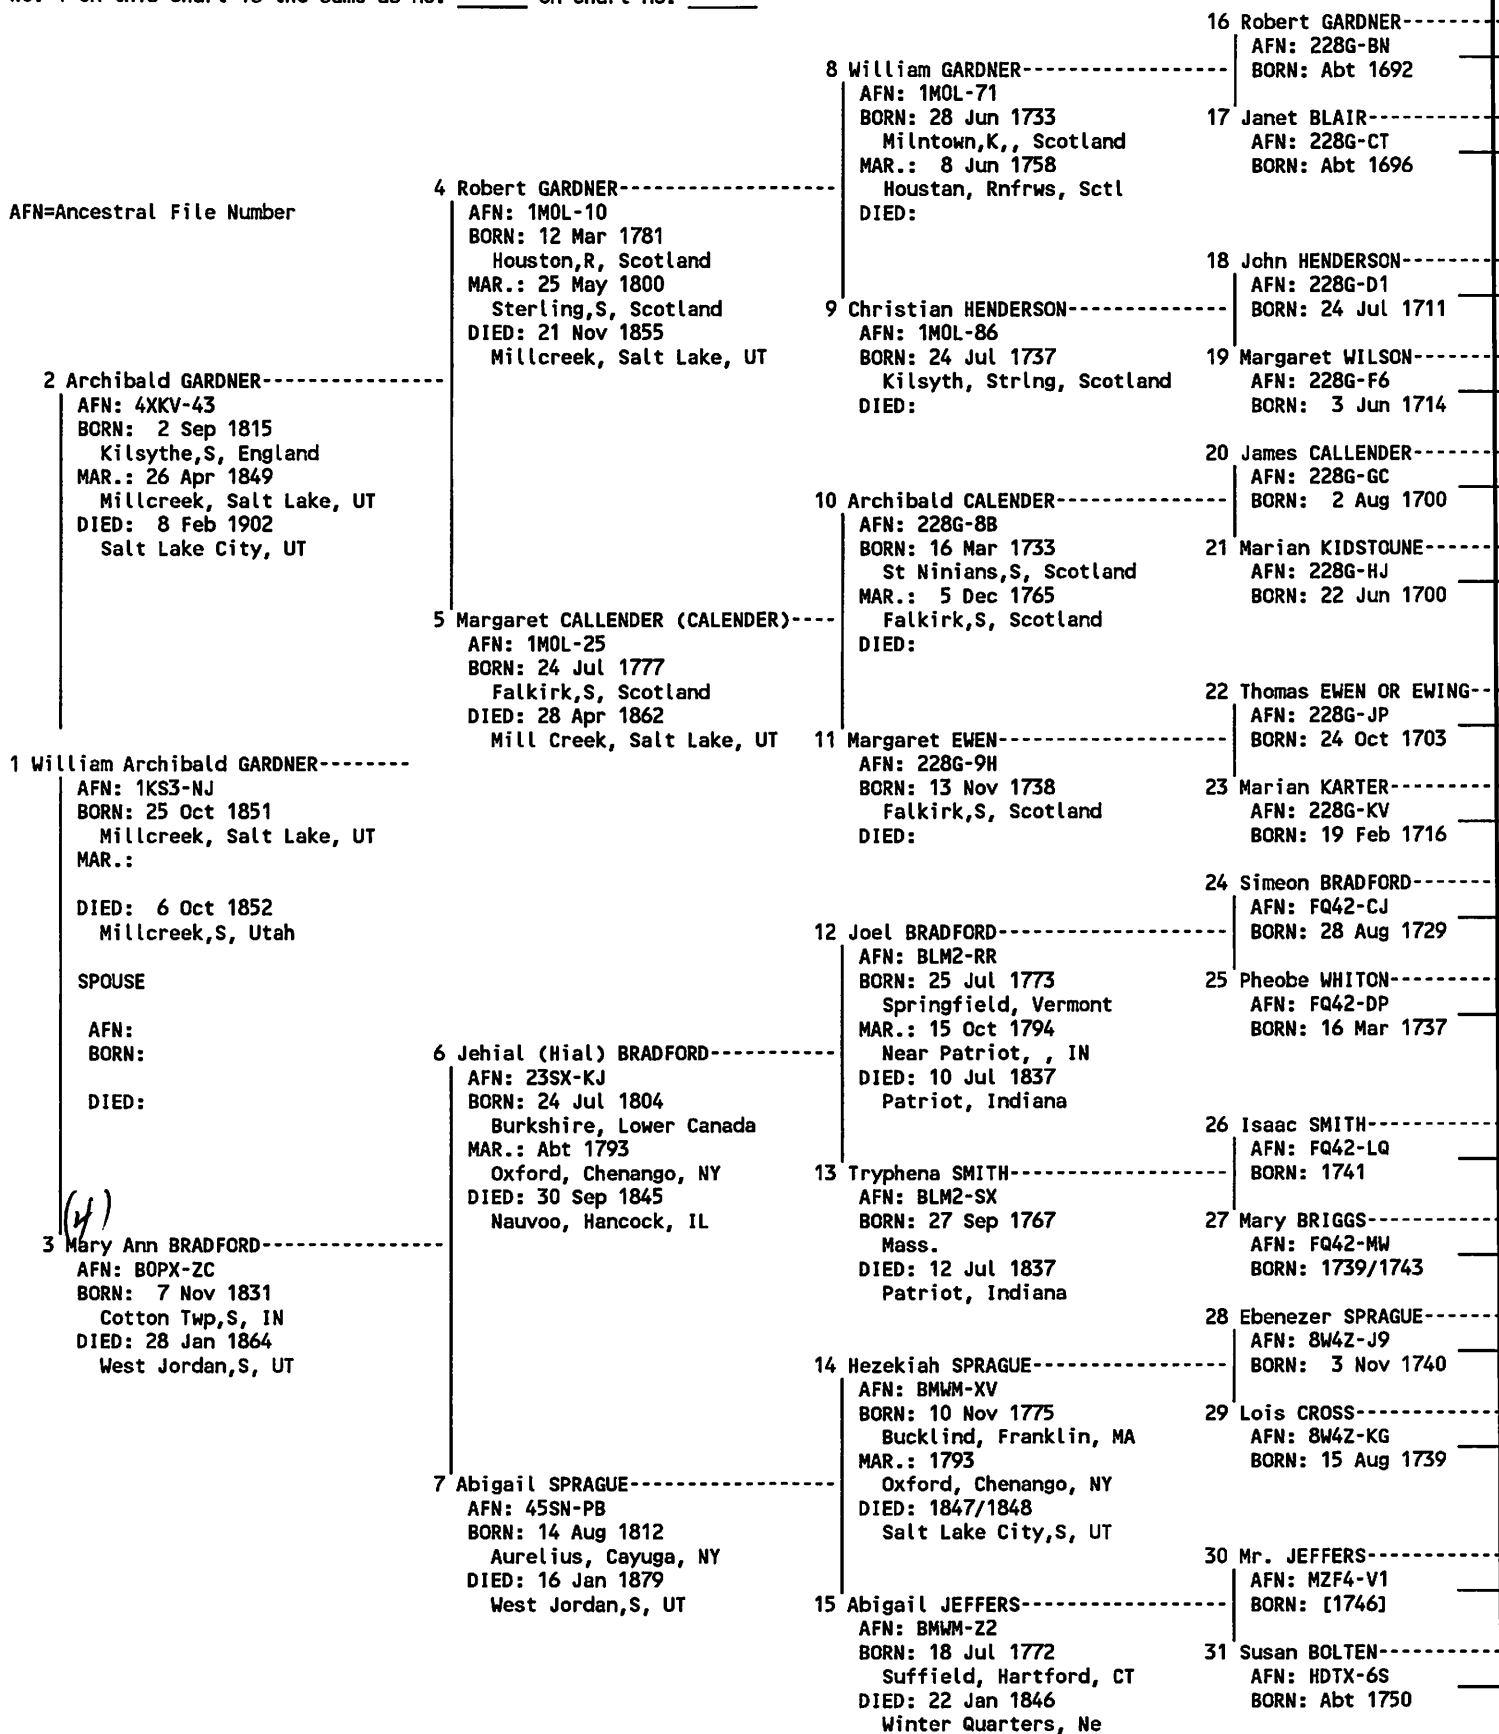 AFN=Ancestral File Number
1 William Archibald GARDNER
AFN: 1KS3-NJ
BORN: 25 Oct 1851
Millcreek, Salt Lake, UT
MAR.:
DIED: 6 Oct 1852
Millcreek,S, Utah
SPOUSE
AFN:
BORN:
DIED:
2 Archibald GARDNER
AFN: 4XKV-43
BORN: 2 Sep 1815
Kilsythe,S, England
MAR.: 26 Apr 1849
Millcreek, Salt Lake, UT
DIED: 8 Feb 1902
Salt Lake City, UT
(4)
3 Mary Ann BRADFORD
AFN: B0PX-ZC
BORN: 7 Nov 1831
Cotton Twp,S, IN
DIED: 28 Jan 1864
West Jordan,S, UT
4 Robert GARDNER
AFN: 1M0L-10
BORN: 12 Mar 1781
Houston,R, Scotland
MAR.: 25 May 1800
Sterling,S, Scotland
DIED: 21 Nov 1855
Millcreek, Salt Lake, UT
5 Margaret CALLENDER (CALENDER)
AFN: 1M0L-25
BORN: 24 Jul 1777
Falkirk,S, Scotland
DIED: 28 Apr 1862
Mill Creek, Salt Lake, UT
6 Jehial (Hial) BRADFORD
AFN: 23SX-KJ
BORN: 24 Jul 1804
Burkshire, Lower Canada
MAR.: Abt 1793
Oxford, Chenango, NY
DIED: 30 Sep 1845
Nauvoo, Hancock, IL
7 Abigail SPRAGUE
AFN: 45SN-PB
BORN: 14 Aug 1812
Aurelius, Cayuga, NY
DIED: 16 Jan 1879
West Jordan,S, UT
8 William GARDNER
AFN: 1M0L-71
BORN: 28 Jun 1733
Milntown,K,, Scotland
MAR.: 8 Jun 1758
Houstan, Rnfrws, Sctl
DIED:
9 Christian HENDERSON
AFN: 1M0L-86
BORN: 24 Jul 1737
Kilsyth, Strlng, Scotland
DIED:
10 Archibald CALENDER
AFN: 228G-8B
BORN: 16 Mar 1733
St Ninians,S, Scotland
MAR.: 5 Dec 1765
Falkirk,S, Scotland
DIED:
11 Margaret EWEN
AFN: 228G-9H
BORN: 13 Nov 1738
Falkirk,S, Scotland
DIED:
12 Joel BRADFORD
AFN: BLM2-RR
BORN: 25 Jul 1773
Springfield, Vermont
MAR.: 15 Oct 1794
Near Patriot, , IN
DIED: 10 Jul 1837
Patriot, Indiana
13 Tryphena SMITH
AFN: BLM2-SX
BORN: 27 Sep 1767
Mass.
DIED: 12 Jul 1837
Patriot, Indiana
14 Hezekiah SPRAGUE
AFN: BMWM-XV
BORN: 10 Nov 1775
Bucklind, Franklin, MA
MAR.: 1793
Oxford, Chenango, NY
DIED: 1847/1848
Salt Lake City,S, UT
15 Abigail JEFFERS
AFN: BMWM-Z2
BORN: 18 Jul 1772
Suffield, Hartford, CT
DIED: 22 Jan 1846
Winter Quarters, Ne
16 Robert GARDNER
AFN: 228G-BN
BORN: Abt 1692
17 Janet BLAIR
AFN: 228G-CT
BORN: Abt 1696
18 John HENDERSON
AFN: 228G-D1
BORN: 24 Jul 1711
19 Margaret WILSON
AFN: 228G-F6
BORN: 3 Jun 1714
20 James CALLENDER
AFN: 228G-GC
BORN: 2 Aug 1700
21 Marian KIDSTOUNE
AFN: 228G-HJ
BORN: 22 Jun 1700
22 Thomas EWEN OR EWING
AFN: 228G-JP
BORN: 24 Oct 1703
23 Marian KARTER
AFN: 228G-KV
BORN: 19 Feb 1716
24 Simeon BRADFORD
AFN: FQ42-CJ
BORN: 28 Aug 1729
25 Pheobe WHITON
AFN: FQ42-DP
BORN: 16 Mar 1737
26 Isaac SMITH
AFN: FQ42-LQ
BORN: 1741
27 Mary BRIGGS
AFN: FQ42-MW
BORN: 1739/1743
28 Ebenezer SPRAGUE
AFN: 8W4Z-J9
BORN: 3 Nov 1740
29 Lois CROSS
AFN: 8W4Z-KG
BORN: 15 Aug 1739
30 Mr. JEFFERS
AFN: MZF4-V1
BORN: [1746]
31 Susan BOLTEN
AFN: HDTX-6S
BORN: Abt 1750